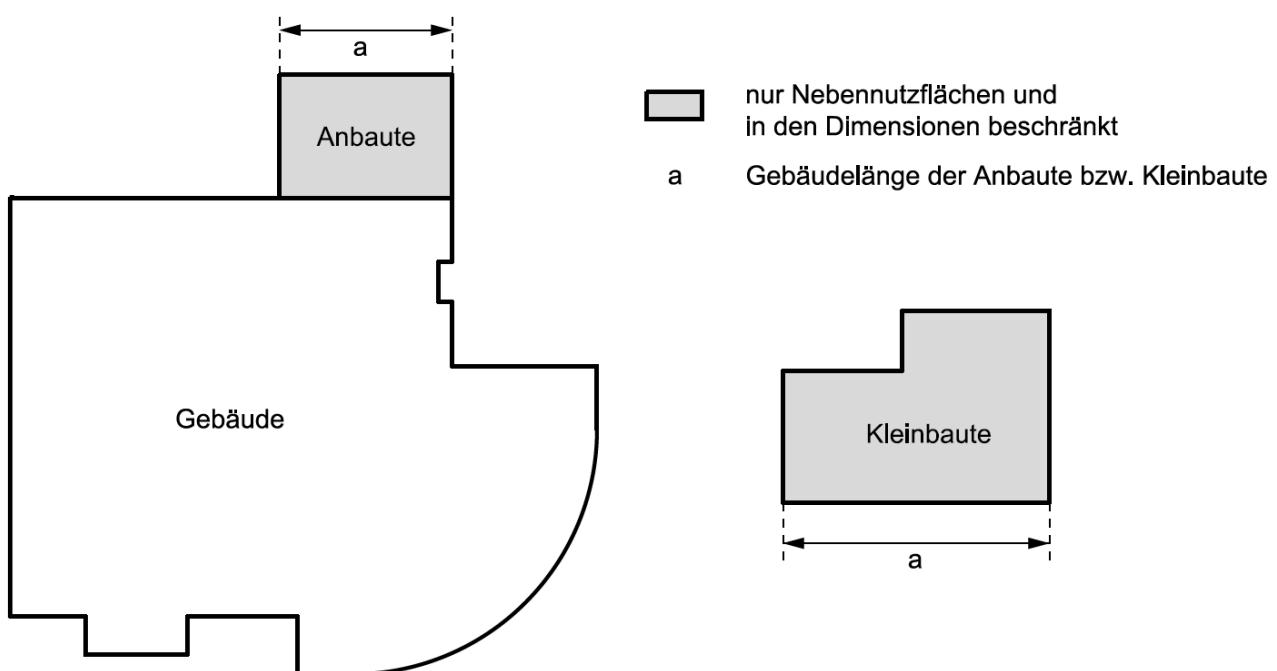 a
Anbaute
nur Nebennutzflächen und
in den Dimensionen beschränkt
a Gebäudelänge der Anbaute bzw. Kleinbaute
Gebäude
Kleinbaute
a